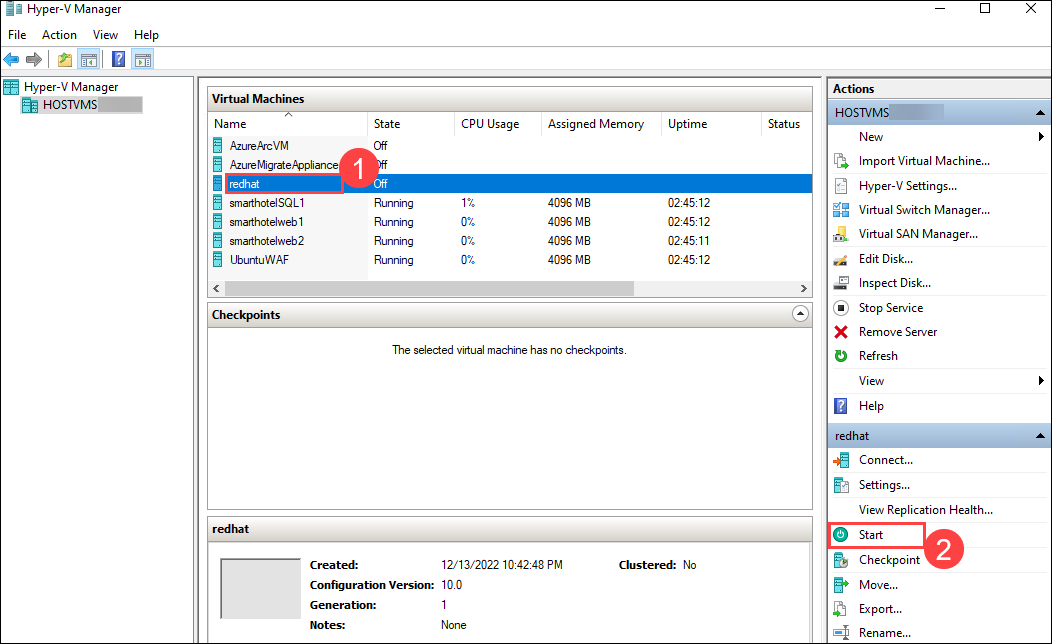 Hyper-V Manager
File Action View Help
Hyper-V Manager
HOSTVMS
Virtual Machines
Name State CPU Usage Assigned Memory Uptime Status
AzureArcVM Off
AzureMigrateAppliance Off
redhat Off
smarthotelSQL1 Running 1% 4096 MB 02:45:12
smarthotelweb1 Running 0% 4096 MB 02:45:12
smarthotelweb2 Running 0% 4096 MB 02:45:11
UbuntuWAF Running 0% 4096 MB 02:45:12
1
Checkpoints
The selected virtual machine has no checkpoints.
redhat
Created: 12/13/2022 10:42:48 PM Clustered: No
Configuration Version: 10.0
Generation: 1
Notes: None
Actions
HOSTVMS
New
Import Virtual Machine...
Hyper-V Settings...
Virtual Switch Manager...
Virtual SAN Manager...
Edit Disk...
Inspect Disk...
Stop Service
Remove Server
Refresh
View
Help
redhat
Connect...
Settings...
View Replication Health...
Start
2
Checkpoint
Move...
Export...
Rename...